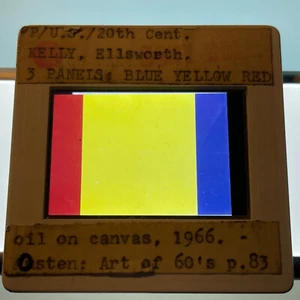 P/U.S./20th Cent.
KELLY, Ellsworth.
3 PANELS: BLUE YELLOW RED
oil on canvas, 1966. -
Osten: Art of 60's p.83